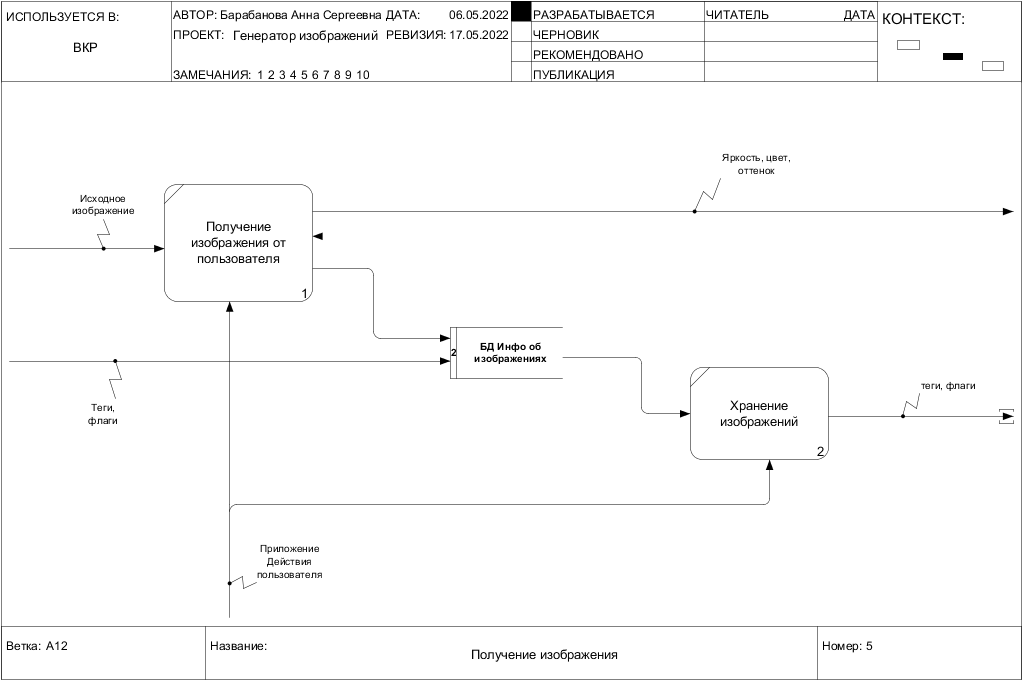 ИСПОЛЬЗУЕТСЯ В:
ВКР
АВТОР: Барабанова Анна Сергеевна ДАТА: 06.05.2022
ПРОЕКТ: Генератор изображений РЕВИЗИЯ: 17.05.2022
ЗАМЕЧАНИЯ: 1 2 3 4 5 6 7 8 9 10
РАЗРАБАТЫВАЕТСЯ
ЧЕРНОВИК
РЕКОМЕНДОВАНО
ПУБЛИКАЦИЯ
ЧИТАТЕЛЬ ДАТА
КОНТЕКСТ:
Яркость, цвет,
оттенок
Исходное
изображение
Получение
изображения от
пользователя
1
2
БД Инфо об
изображениях
Теги,
флаги
Хранение
изображений
2
теги, флаги
Приложение
Действия
пользователя
Ветка: A12
Название:
Получение изображения
Номер: 5